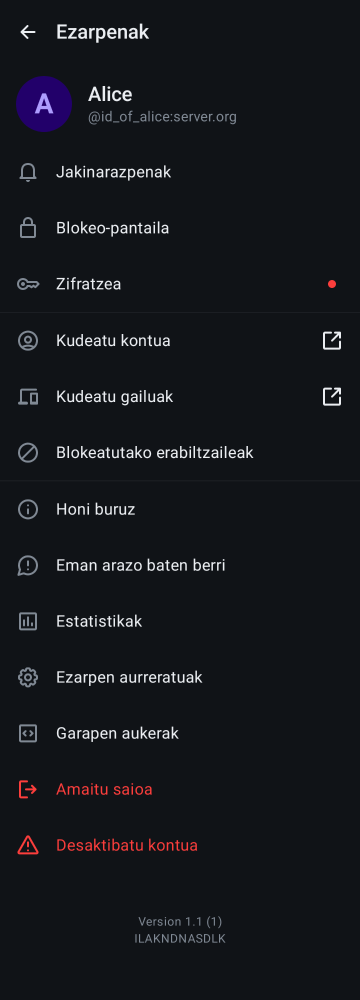 Ezarpenak
A
Alice
@id_of_alice:server.org
Jakinarazpenak
Blokeo-pantaila
Zifratzea
Kudeatu kontua
Kudeatu gailuak
Blokeatutako erabiltzaileak
Honi buruz
Eman arazo baten berri
Estatistikak
Ezarpen aurreratuak
Garapen aukerak
Amaitu saioa
Desaktibatu kontua
Version 1.1 (1)
ILAKNDNASDLK